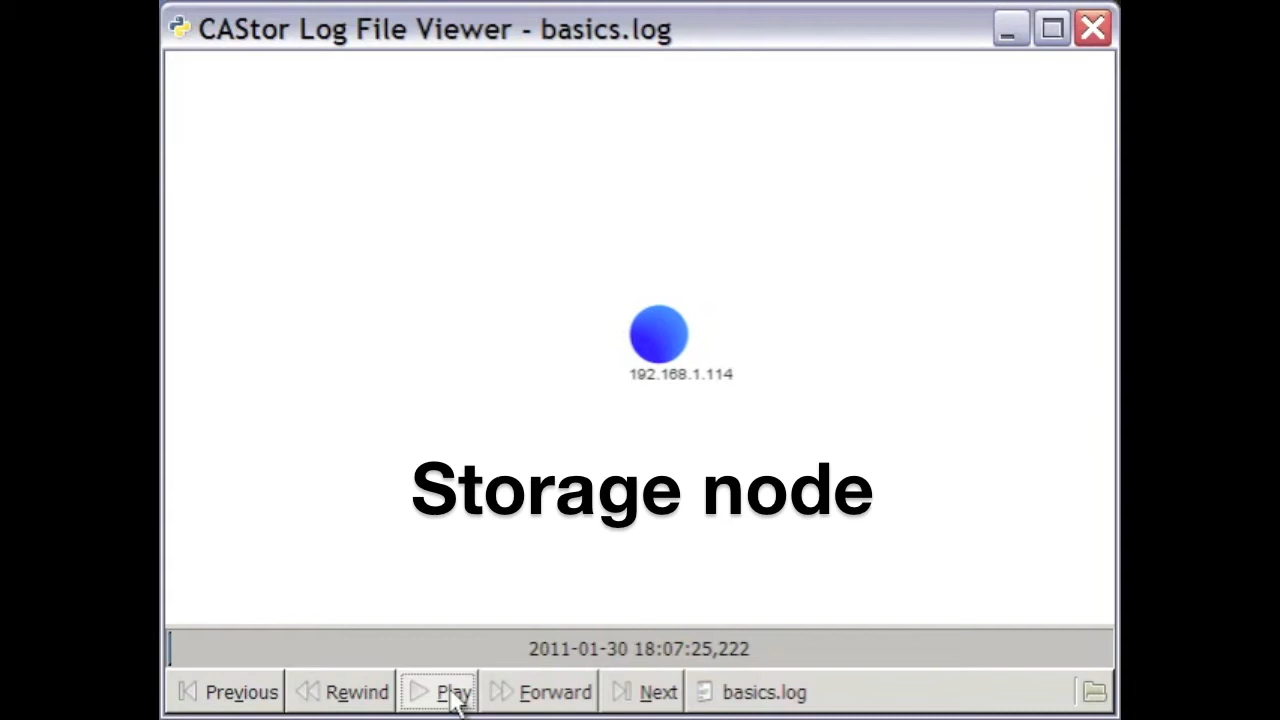 CAStor Log File Viewer - basics.log
192.168.1.114
Storage node
2011-01-30 18:07:25,222
Previous Rewind Play Forward Next basics.log